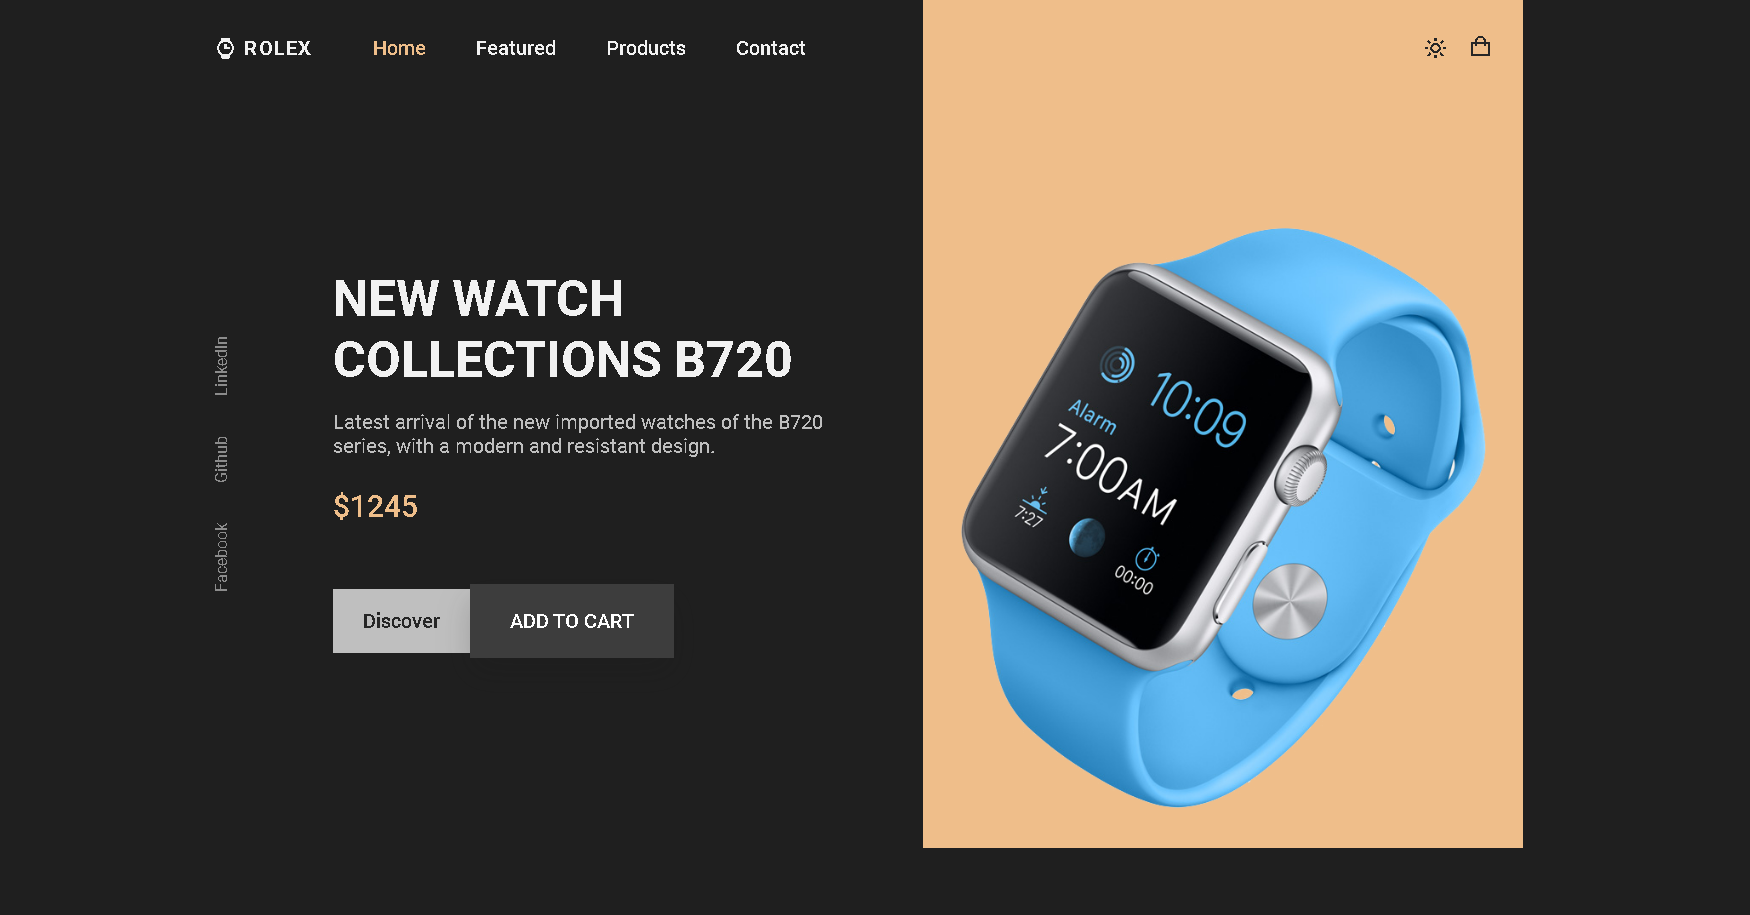 ROLEX
Home
Featured
Products
Contact
NEW WATCH
COLLECTIONS B720
Latest arrival of the new imported watches of the B720
series, with a modern and resistant design.
$1245
Discover
ADD TO CART
LinkedIn
Github
Facebook
10:09
Alarm
7:00AM
7:27
00:00